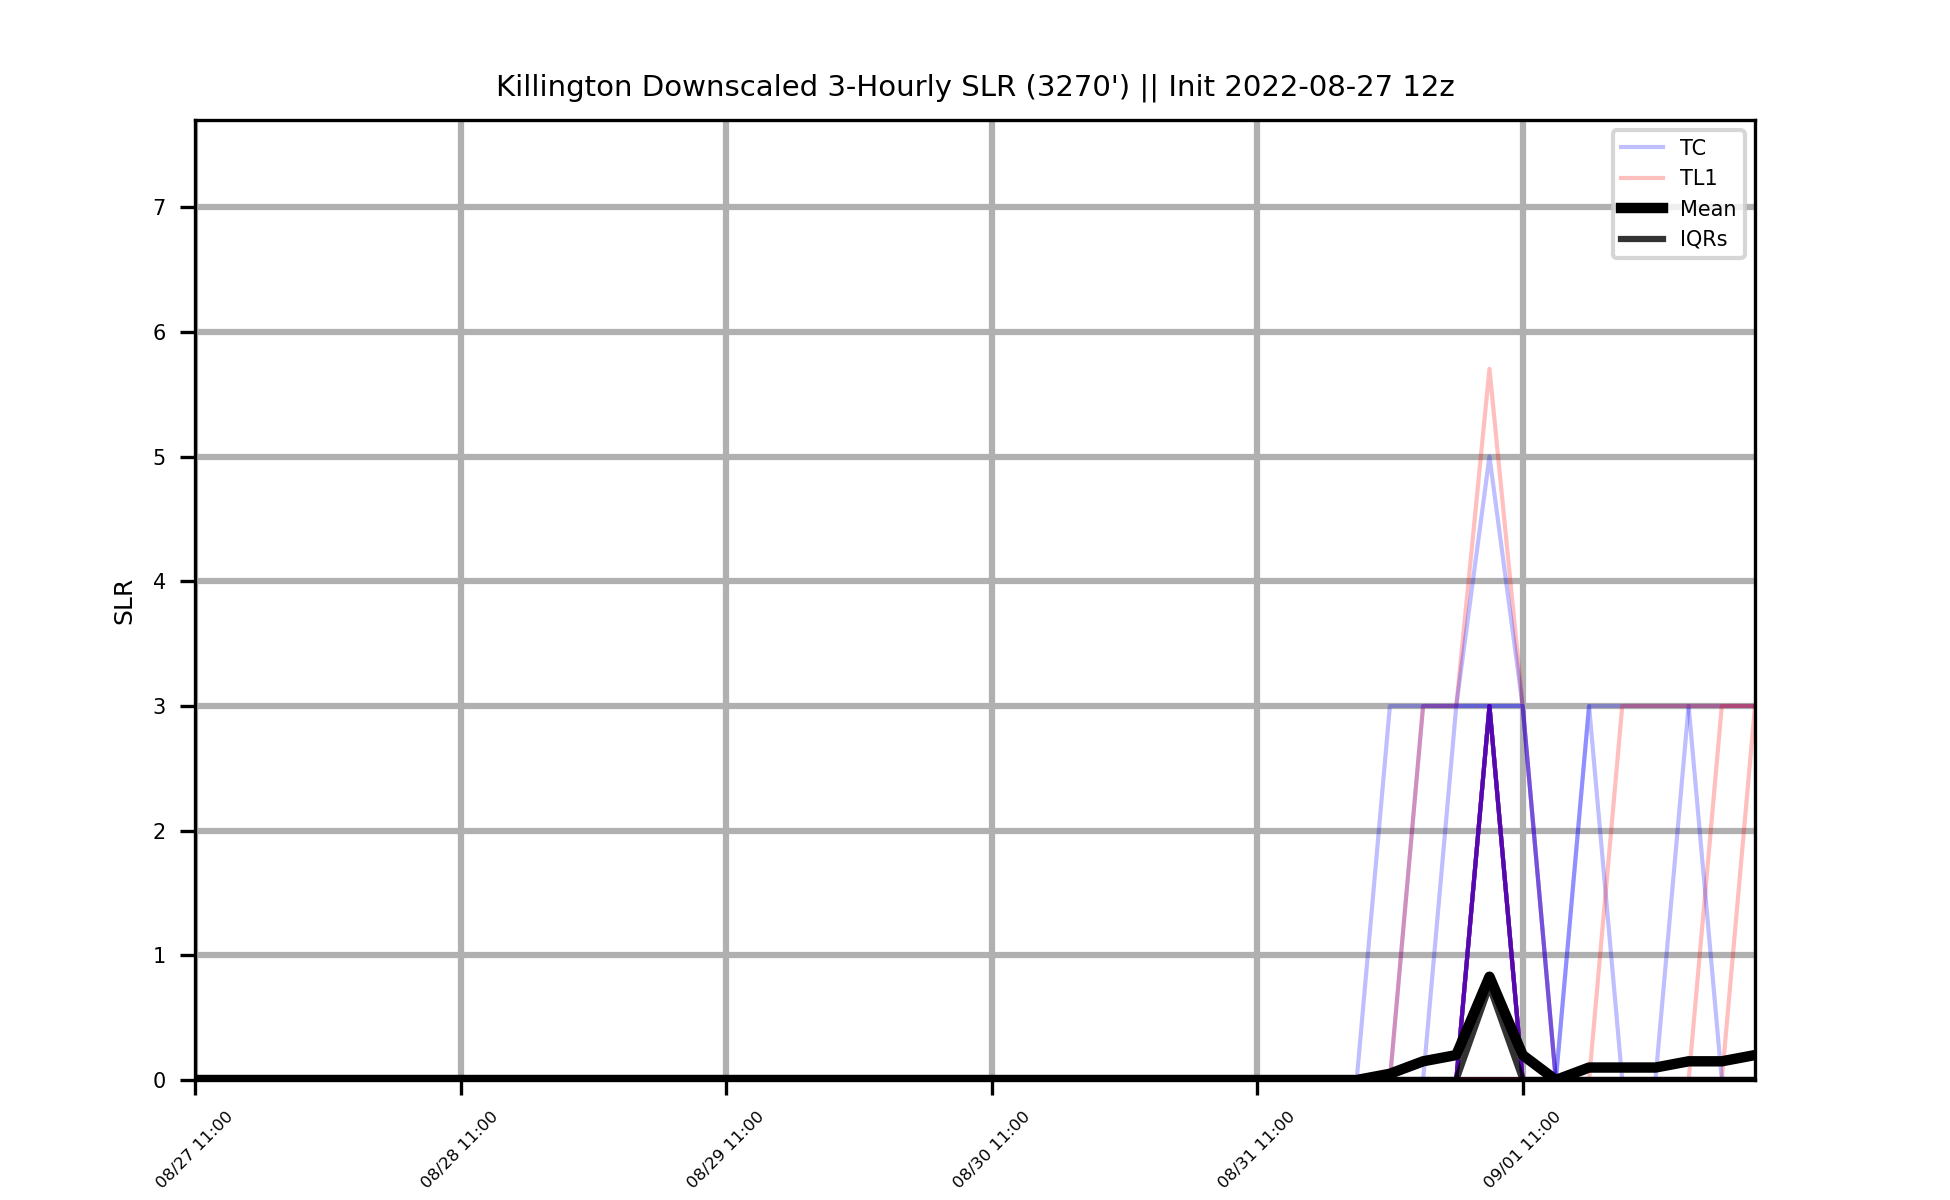 Killington Downscaled 3-Hourly SLR (3270') || Init 2022-08-27 12z
TC
TL1
Mean
IQRs
7
6
5
4
3
2
1
0
SLR
08/27 11:00
08/28 11:00
08/29 11:00
08/30 11:00
08/31 11:00
09/01 11:00